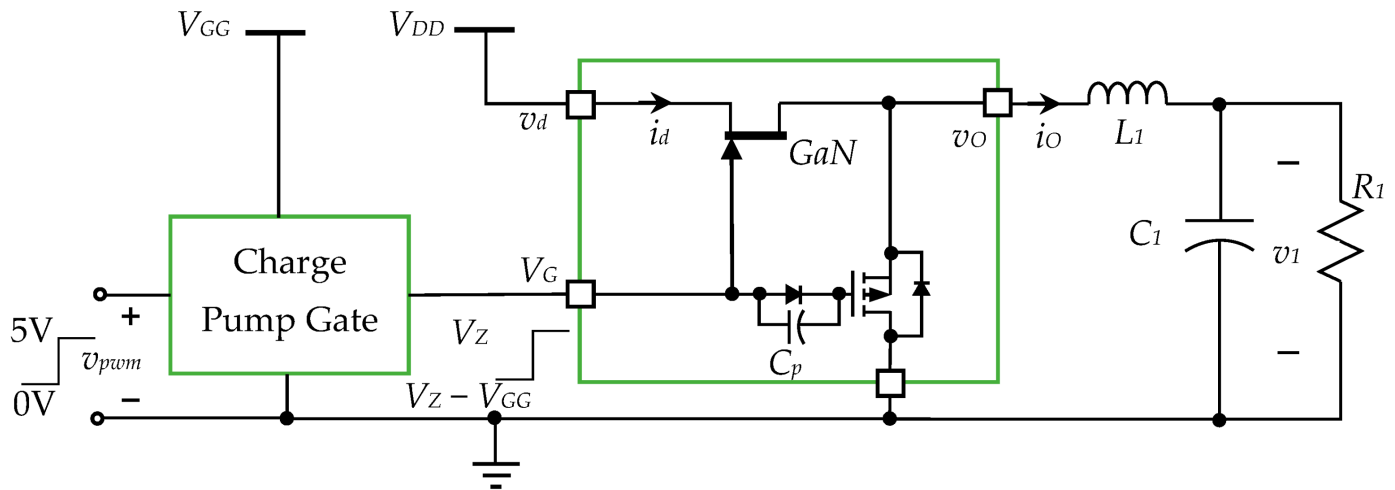 VGG
VDD
vd
id
GaN
vO
iO
L1
R1
C1
v1
Charge
Pump Gate
VG
+
5V
vpwm
0V
−
VZ
VZ − VGG
Cp
−
−